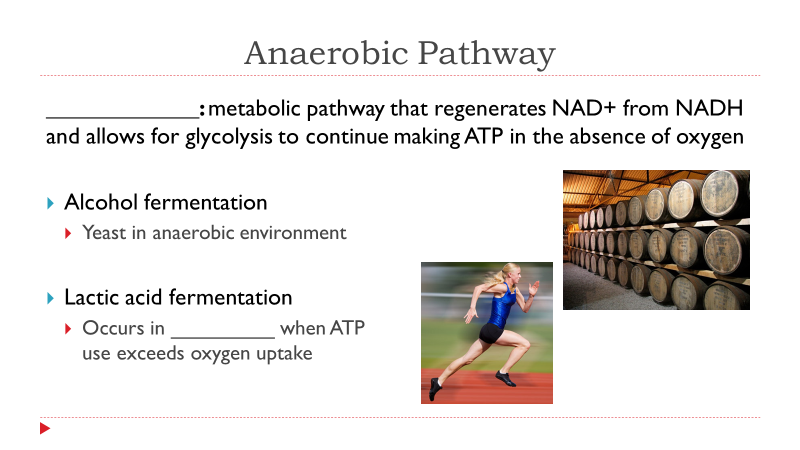 Anaerobic Pathway
_____________: metabolic pathway that regenerates NAD+ from NADH
and allows for glycolysis to continue making ATP in the absence of oxygen
Alcohol fermentation
Yeast in anaerobic environment
Lactic acid fermentation
Occurs in __________ when ATP
use exceeds oxygen uptake